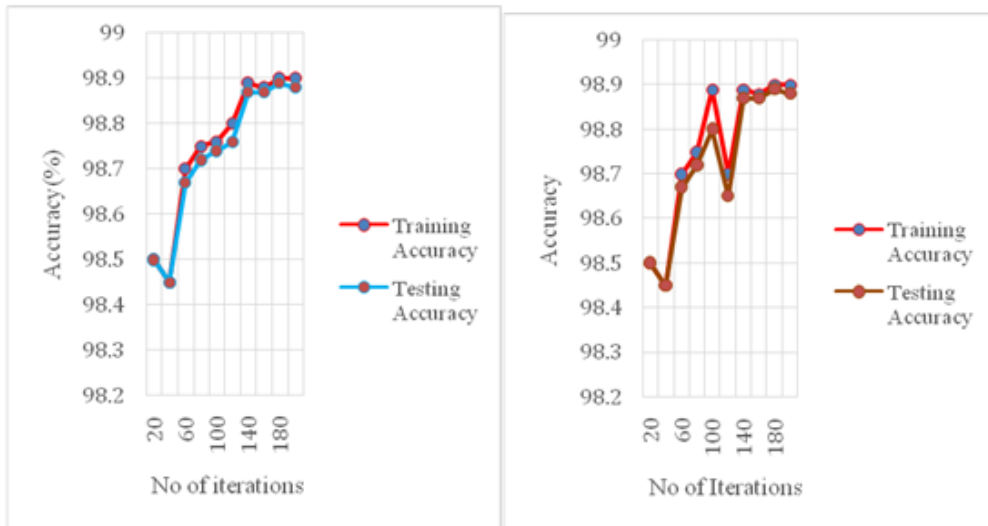 99
98.9
98.8
98.7
98.6
98.5
98.4
98.3
98.2
Accuracy (%)
20
60
100
140
180
No of iterations
Training
Accuracy
Testing
Accuracy
99
98.9
98.8
98.7
98.6
98.5
98.4
98.3
98.2
Accuracy
20
60
100
140
180
No of Iterations
Training
Accuracy
Testing
Accuracy